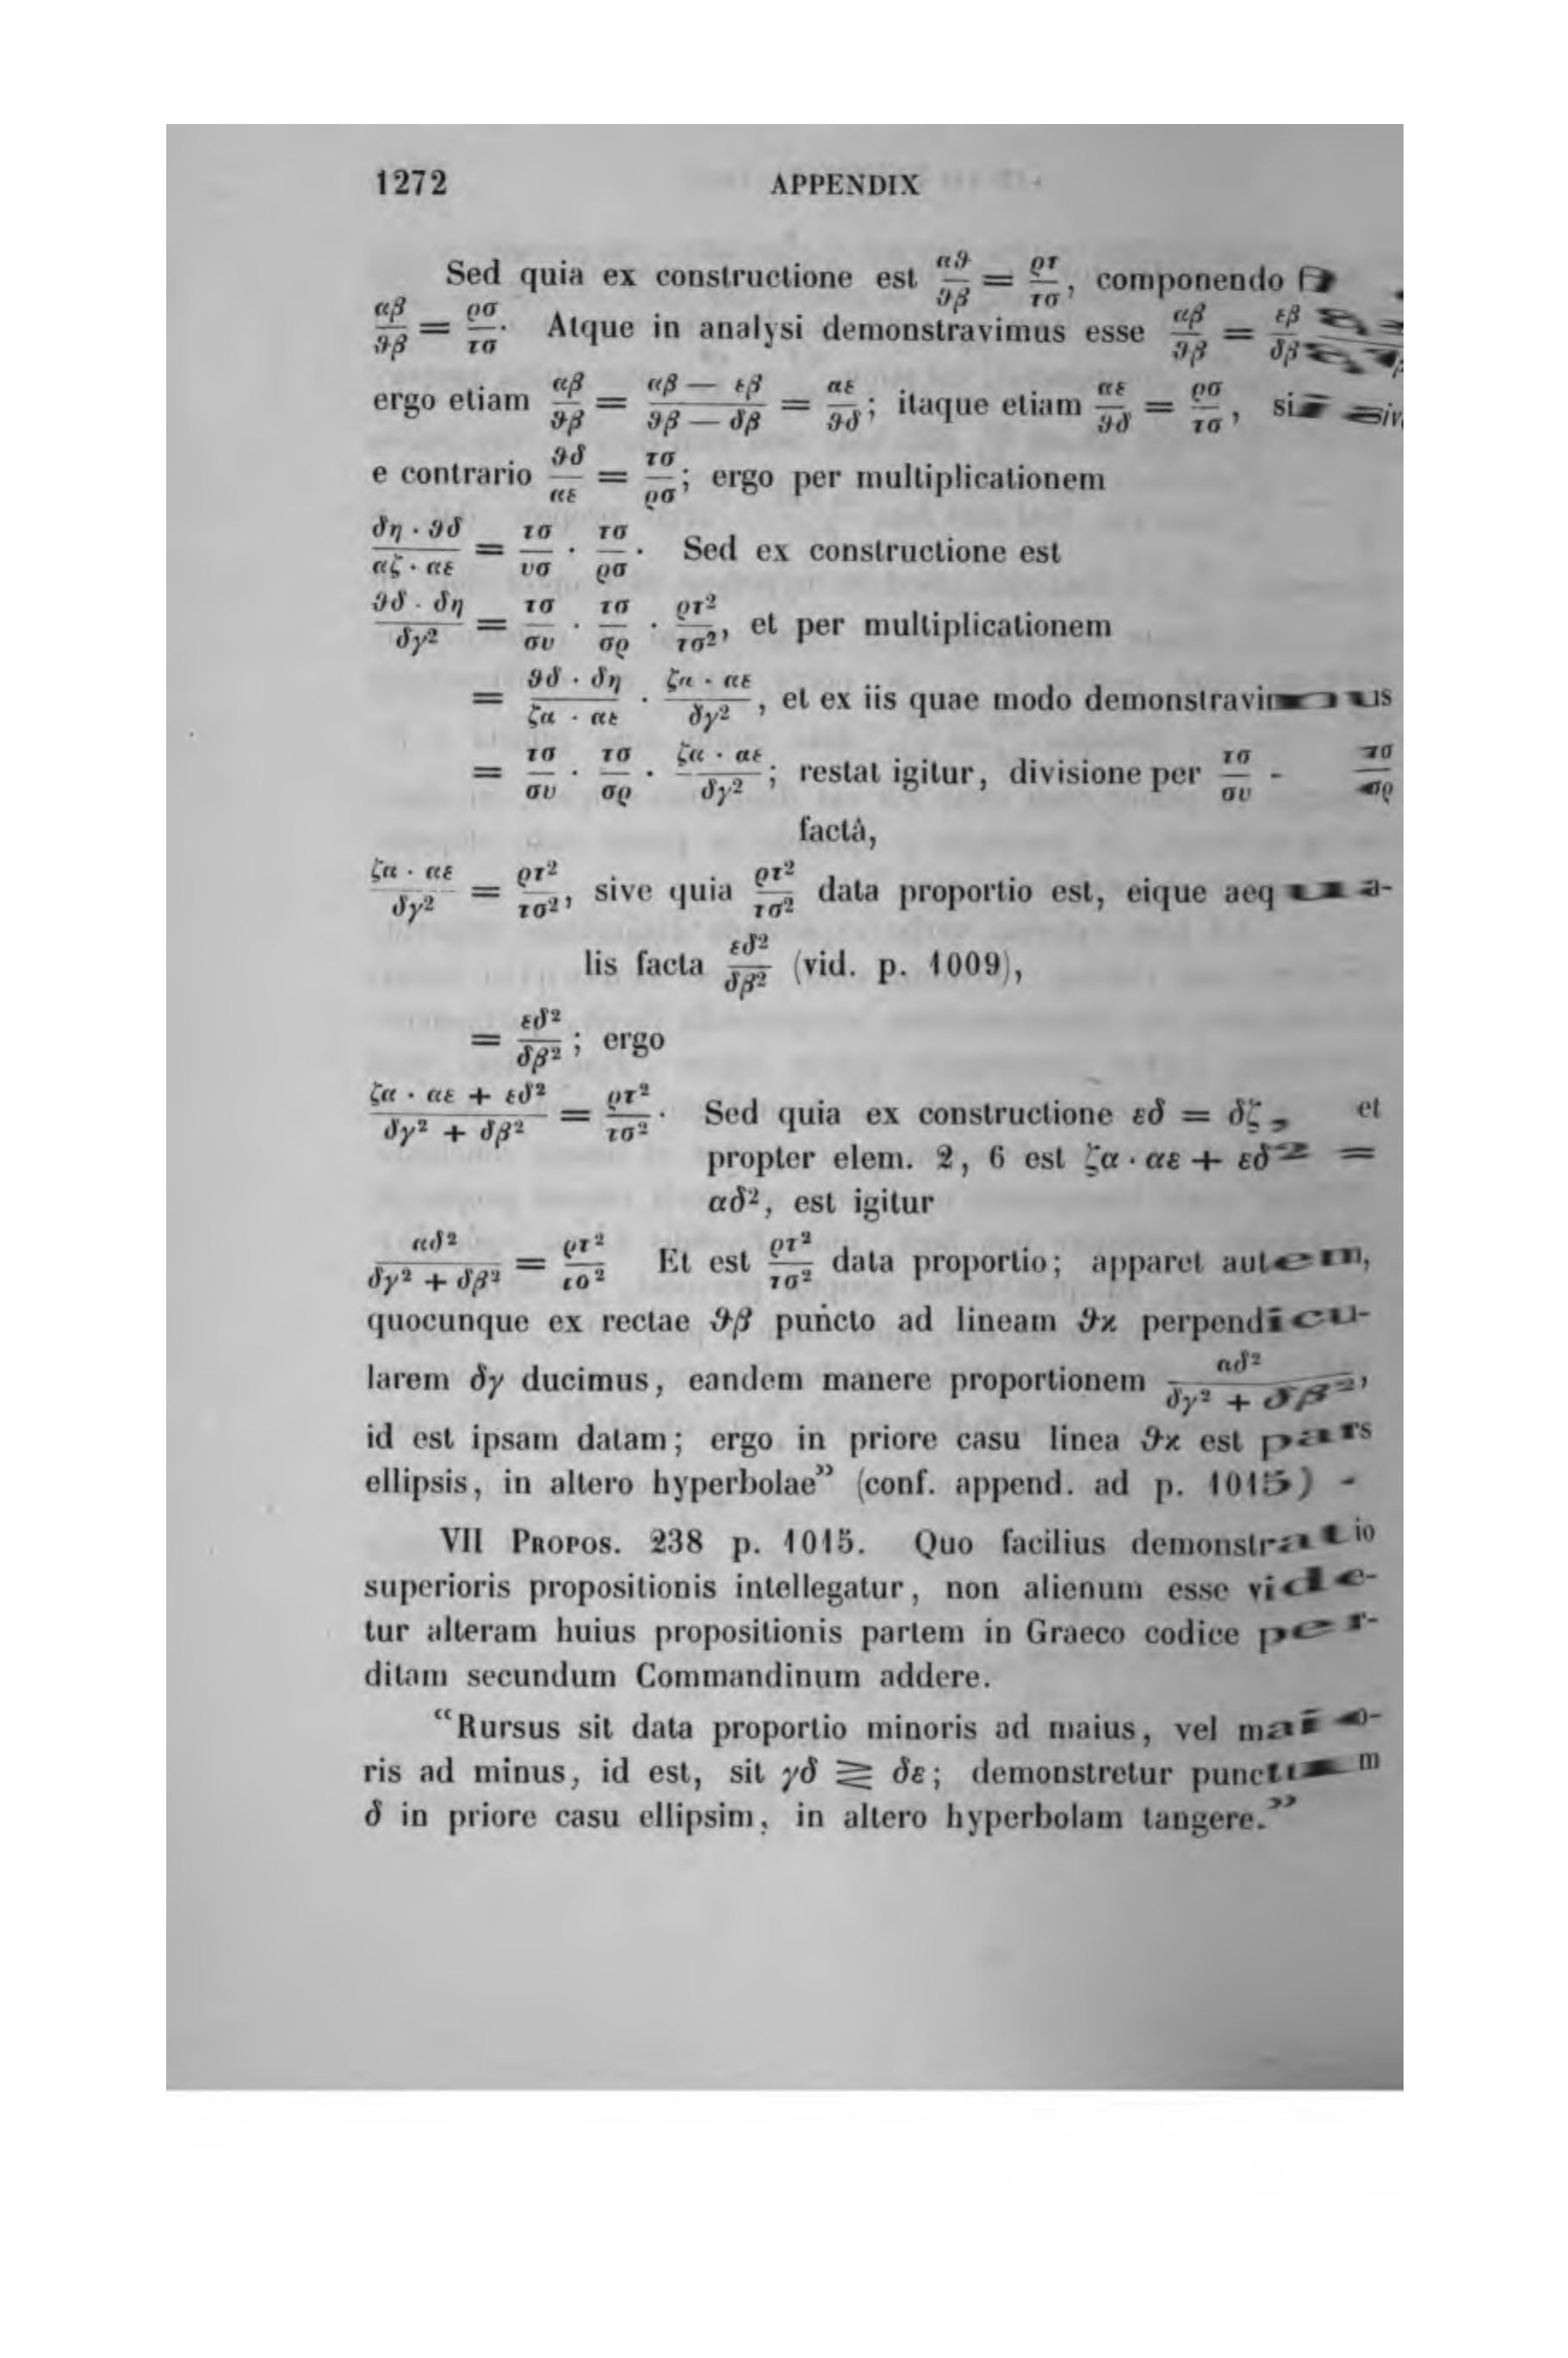 1272 APPENDIX
Sed quia ex constructione est αϑ/ϑβ = ϱτ/τσ, componendo
αβ/ϑβ = ϱσ/τσ. Atque in analysi demonstravimus esse αβ/ϑβ = εβ/δβ
ergo etiam αβ/ϑβ = αβ — εβ/ϑβ — δβ = αε/ϑδ; itaque etiam αε/ϑδ = ϱσ/τσ,
e contrario ϑδ/αε = τσ/ϱσ; ergo per multiplicationem
δη · ϑδ/αζ · αε = τσ/υσ · τσ/ϱσ. Sed ex constructione est
ϑδ · δη/δγ² = τσ/συ · τσ/σϱ · ϱτ²/τσ², et per multiplicationem
= ϑδ · δη/ζα · αε · ζα · αε/δγ², et ex iis quae modo demonstravimus
= τσ/συ · τσ/σϱ · ζα · αε/δγ²; restat igitur, divisione per τσ/συ · τσ/σϱ
factâ,
ζα · αε/δγ² = ϱτ²/τσ², sive quia ϱτ²/τσ² data proportio est, eique aequa-
lis facta εδ²/δβ² (vid. p. 1009),
= εδ²/δβ²; ergo
ζα · αε + εδ²/δγ² + δβ² = ϱτ²/τσ². Sed quia ex constructione εδ = δζ, et
propter elem. 2, 6 est ζα · αε + εδ² =
αδ², est igitur
αδ²/δγ² + δβ² = ϱτ²/τσ² Et est ϱτ²/τσ² data proportio; apparet autem,
quocunque ex rectae ϑβ puncto ad lineam ϑϰ perpendicu-
larem δγ ducimus, eandem manere proportionem αδ²/δγ² + δβ²,
id est ipsam datam; ergo in priore casu linea ϑϰ est pars
ellipsis, in altero hyperbolae” (conf. append. ad p. 1015).
VII PROPOS. 238 p. 1015. Quo facilius demonstratio
superioris propositionis intellegatur, non alienum esse vide-
tur alteram huius propositionis partem in Graeco codice per-
ditam secundum Commandinum addere.
“Rursus sit data proportio minoris ad maius, vel maio-
ris ad minus, id est, sit γδ ⋛ δε; demonstretur punctum
δ in priore casu ellipsim, in altero hyperbolam tangere.”